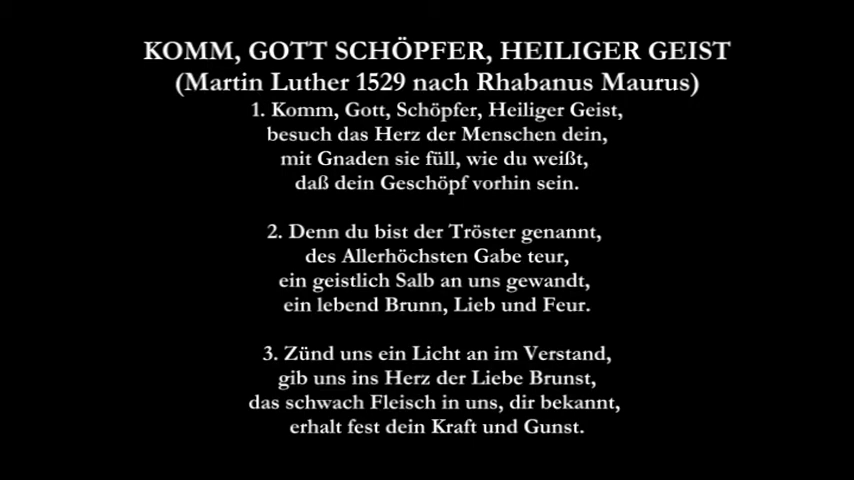 KOMM, GOTT SCHÖPFER, HEILIGER GEIST
(Martin Luther 1529 nach Rhabanus Maurus)
1. Komm, Gott, Schöpfer, Heiliger Geist,
besuch das Herz der Menschen dein,
mit Gnaden sie füll, wie du weißt,
daß dein Geschöpf vorhin sein.
2. Denn du bist der Tröster genannt,
des Allerhöchsten Gabe teur,
ein geistlich Salb an uns gewandt,
ein lebend Brunn, Lieb und Feur.
3. Zünd uns ein Licht an im Verstand,
gib uns ins Herz der Liebe Brunst,
das schwach Fleisch in uns, dir bekannt,
erhalt fest dein Kraft und Gunst.